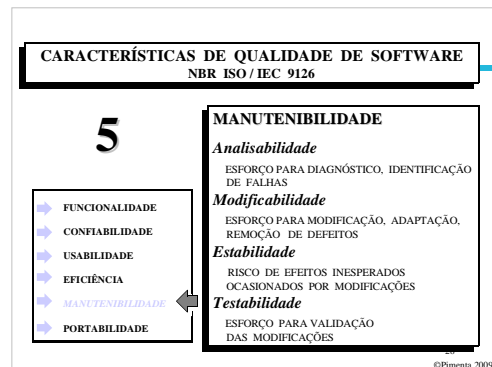 CARACTERÍSTICAS DE QUALIDADE DE SOFTWARE
NBR ISO / IEC 9126
5
FUNCIONALIDADE
CONFIABILIDADE
USABILIDADE
EFICIÊNCIA
MANUTENIBILIDADE
PORTABILIDADE
MANUTENIBILIDADE
Analisabilidade
ESFORÇO PARA DIAGNÓSTICO, IDENTIFICAÇÃO
DE FALHAS
Modificabilidade
ESFORÇO PARA MODIFICAÇÃO, ADAPTAÇÃO,
REMOÇÃO DE DEFEITOS
Estabilidade
RISCO DE EFEITOS INESPERADOS
OCASIONADOS POR MODIFICAÇÕES
Testabilidade
ESFORÇO PARA VALIDAÇÃO
DAS MODIFICAÇÕES
©Pimenta 2009